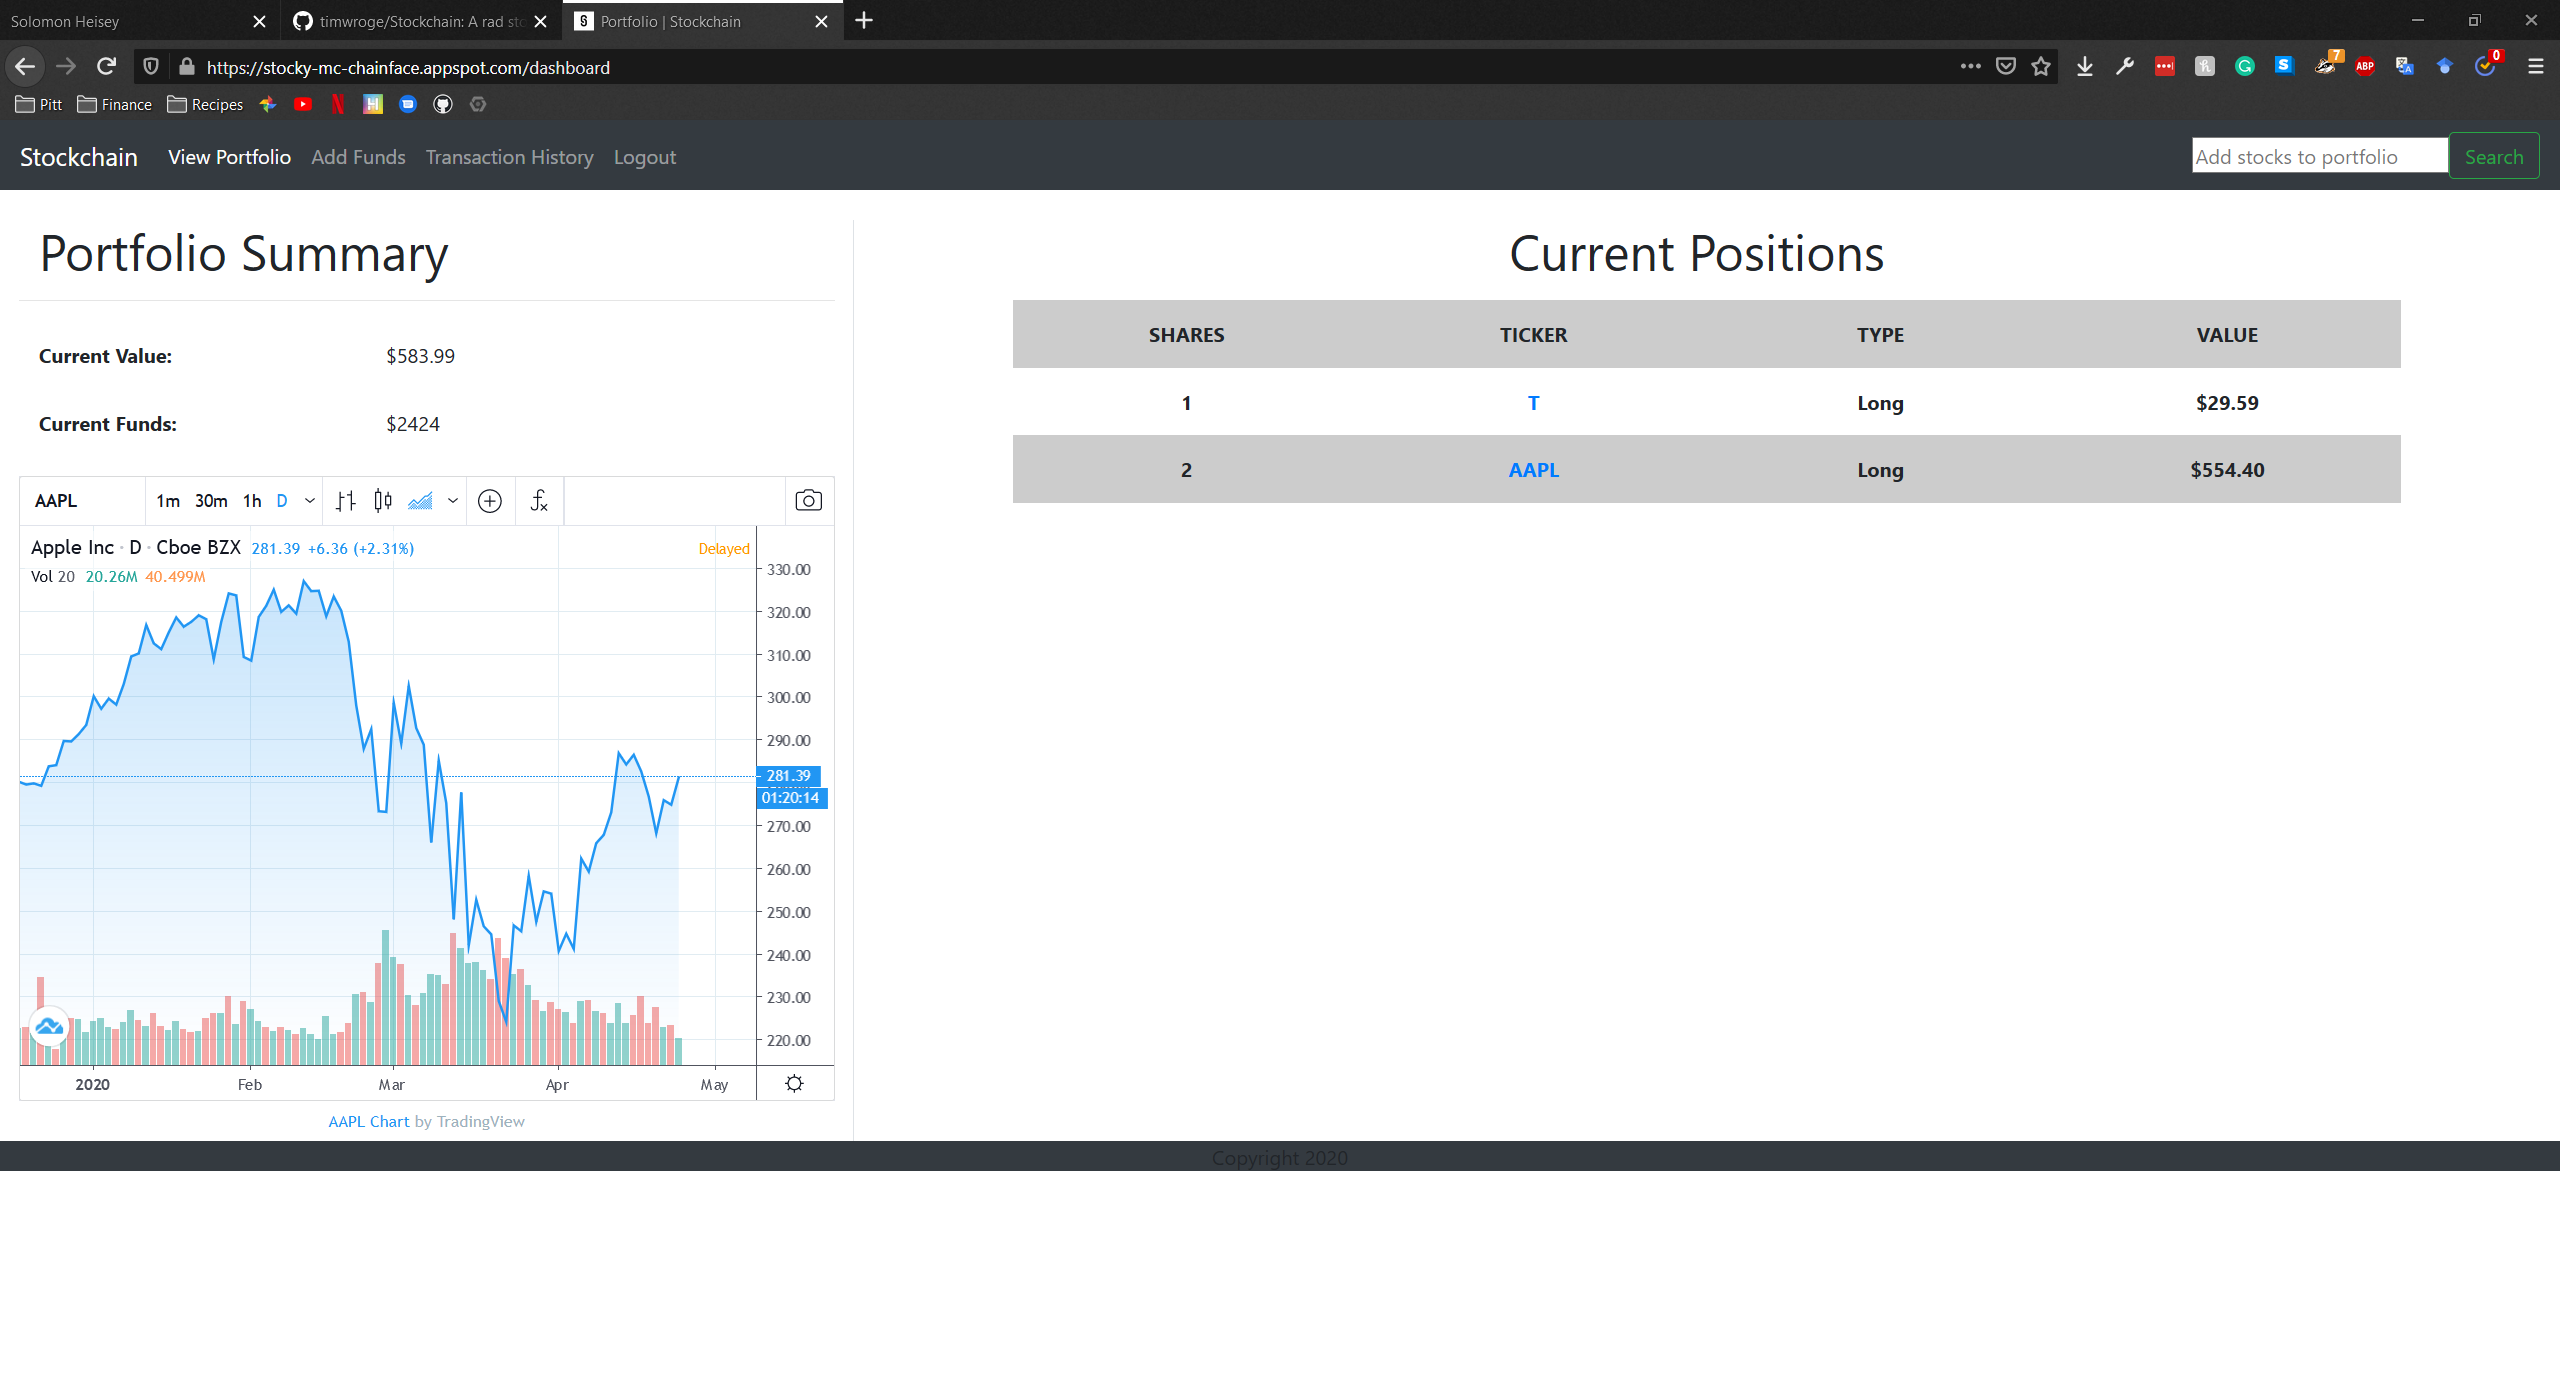 Solomon Heisey
timwroge/Stockchain: A rad sto
Portfolio | Stockchain
https://stocky-mc-chainface.appspot.com/dashboard
7
ABP
0
Pitt
Finance
Recipes
Stockchain
View Portfolio
Add Funds
Transaction History
Logout
Add stocks to portfolio
Search
Portfolio Summary
Current Value: $583.99
Current Funds: $2424
AAPL 1m 30m 1h D
Apple Inc · D · Cboe BZX 281.39 +6.36 (+2.31%) Delayed
Vol 20 20.26M 40.499M
330.00
320.00
310.00
300.00
290.00
281.39
01:20:14
270.00
260.00
250.00
240.00
230.00
220.00
2020 Feb Mar Apr May
AAPL Chart by TradingView
Current Positions
SHARES TICKER TYPE VALUE
1 T Long $29.59
2 AAPL Long $554.40
Copyright 2020